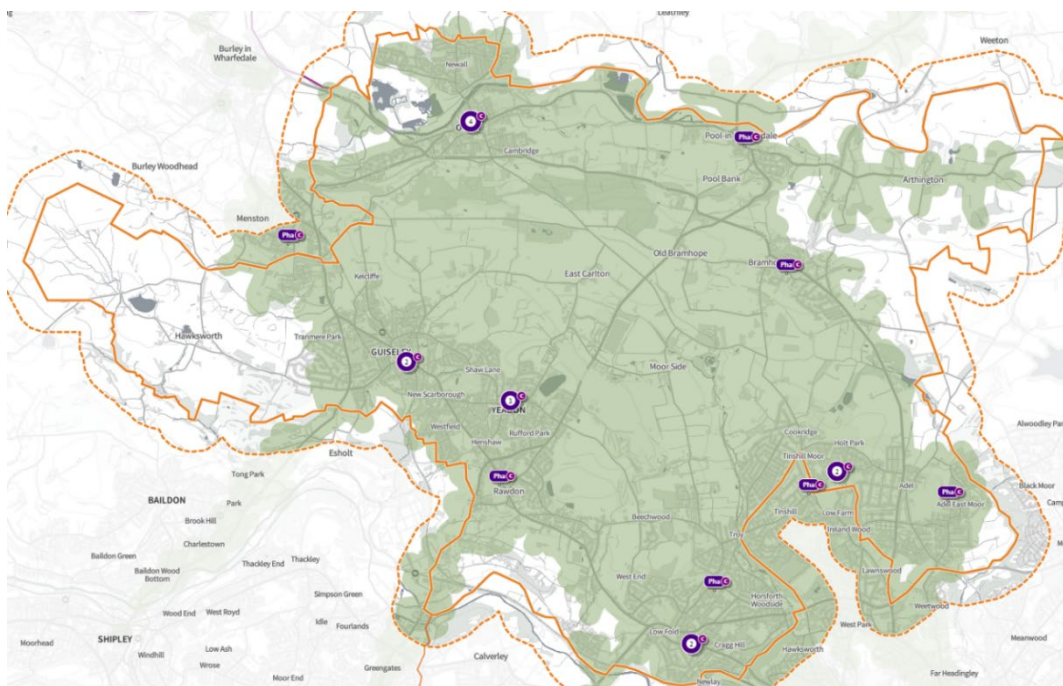 Leathley
Weeton
Burley in
Wharfedale
Newall
4
Pha
Cambridge
Burley Woodhead
Pool Bank
Arthington
Menston
Pha
Old Bramhope
East Carlton
Pha
Kelcliffe
Hawksworth
Tranmere Park
GUISELEY
Shaw Lane
Moor Side
New Scarborough
3
Westfield
Rufford Park
Henshaw
Cookridge
Holt Park
Alwoodley Pa
Esholt
Tinshill Moor
2
Tong Park
Pha
Rawdon
Pha
Adel
Pha
Black Moor
BAILDON
Park
Adel East Moor
Beechwood
Tinshill
Low Farm
Brook Hill
Ireland Wood
Charlestown
Troy
Baildon Green
Thackley End
Thackley
Baildon Wood
Bottom
Lawnswood
West End
Pha
Simpson Green
Horsforth
Woodside
Weetwood
Wood End
West Royd
Idle
Fourlands
West Park
Moorhead
SHIPLEY
Low Fold
2
Cragg Hill
Meanwood
Windhill
Low Ash
Wrose
Calverley
Hawksworth
Greengates
Far Headingley
Moor End
Newlay